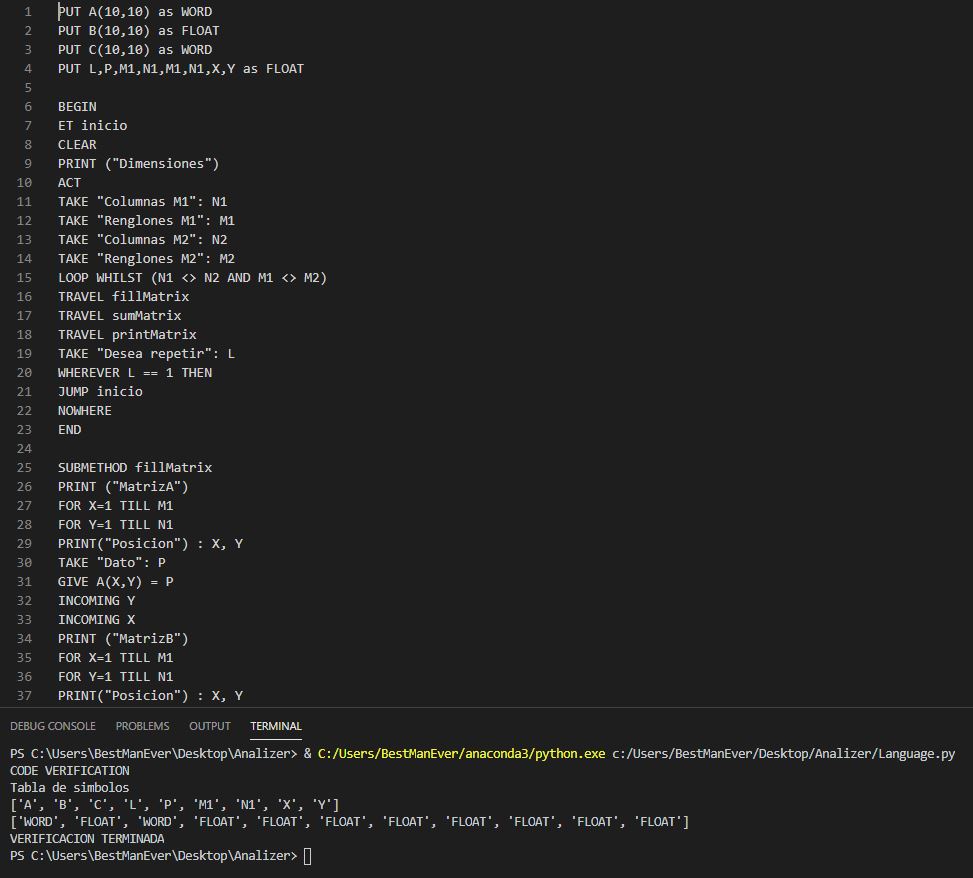 1 PUT A(10,10) as WORD
2 PUT B(10,10) as FLOAT
3 PUT C(10,10) as WORD
4 PUT L,P,M1,N1,M1,N1,X,Y as FLOAT
5
6 BEGIN
7 ET inicio
8 CLEAR
9 PRINT ("Dimensiones")
10 ACT
11 TAKE "Columnas M1": N1
12 TAKE "Renglones M1": M1
13 TAKE "Columnas M2": N2
14 TAKE "Renglones M2": M2
15 LOOP WHILST (N1 <> N2 AND M1 <> M2)
16 TRAVEL fillMatrix
17 TRAVEL sumMatrix
18 TRAVEL printMatrix
19 TAKE "Desea repetir": L
20 WHEREVER L == 1 THEN
21 JUMP inicio
22 NOWHERE
23 END
24
25 SUBMETHOD fillMatrix
26 PRINT ("MatrizA")
27 FOR X=1 TILL M1
28 FOR Y=1 TILL N1
29 PRINT("Posicion") : X, Y
30 TAKE "Dato": P
31 GIVE A(X,Y) = P
32 INCOMING Y
33 INCOMING X
34 PRINT ("MatrizB")
35 FOR X=1 TILL M1
36 FOR Y=1 TILL N1
37 PRINT("Posicion") : X, Y
DEBUG CONSOLE PROBLEMS OUTPUT TERMINAL
PS C:\Users\BestManEver\Desktop\Analizer> & C:/Users/BestManEver/anaconda3/python.exe c:/Users/BestManEver/Desktop/Analizer/Language.py
CODE VERIFICATION
Tabla de simbolos
['A', 'B', 'C', 'L', 'P', 'M1', 'N1', 'X', 'Y']
['WORD', 'FLOAT', 'WORD', 'FLOAT', 'FLOAT', 'FLOAT', 'FLOAT', 'FLOAT', 'FLOAT', 'FLOAT', 'FLOAT']
VERIFICACION TERMINADA
PS C:\Users\BestManEver\Desktop\Analizer>